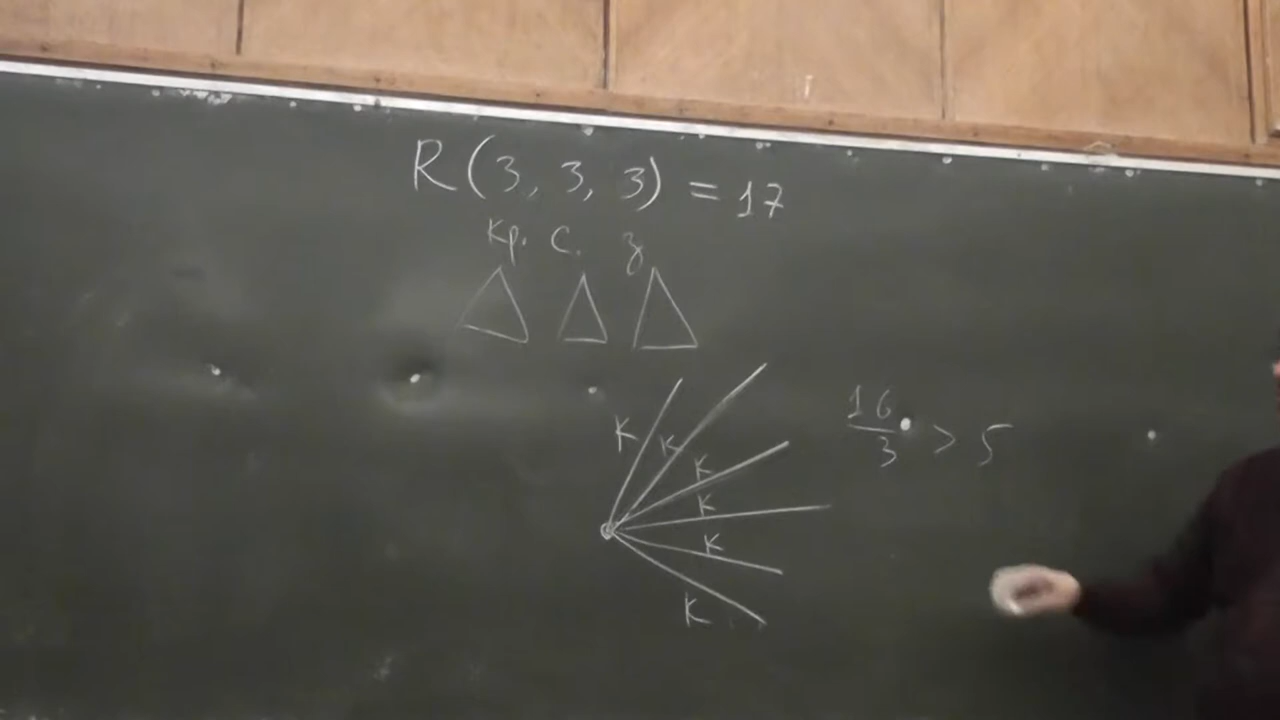 R(3, 3, 3) = 17
Кр. С. З
К К К К К К
16/3 > 5